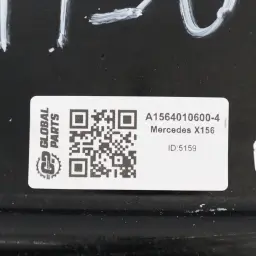 GLOBAL
PARTS
A1564010600-4
Mercedes X156
ID:5159